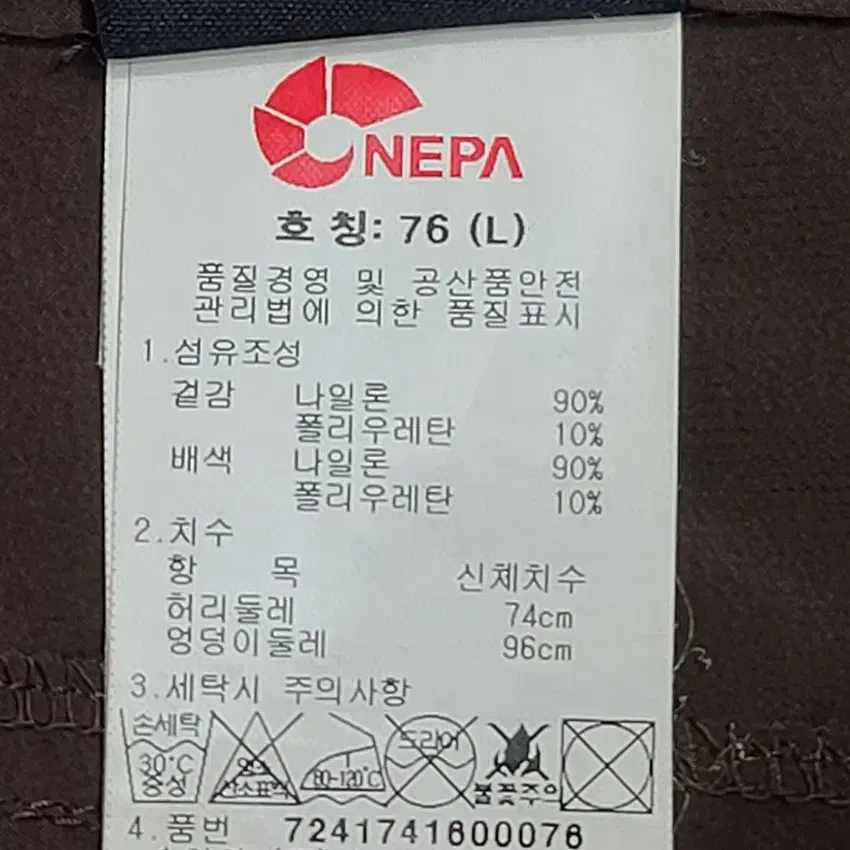 NEPA
호칭: 76 (L)
품질경영 및 공산품안전
관리법에 의한 품질표시
1.섬유조성
겉감 나일론 90%
폴리우레탄 10%
배색 나일론 90%
폴리우레탄 10%
2.치수
항 목 신체치수
허리둘레 74cm
엉덩이둘레 96cm
3.세탁시 주의사항
손세탁 30°C 중성
염소 산소표백
80-120°C
드라이
불꽃주의
4.품번 7241741600076